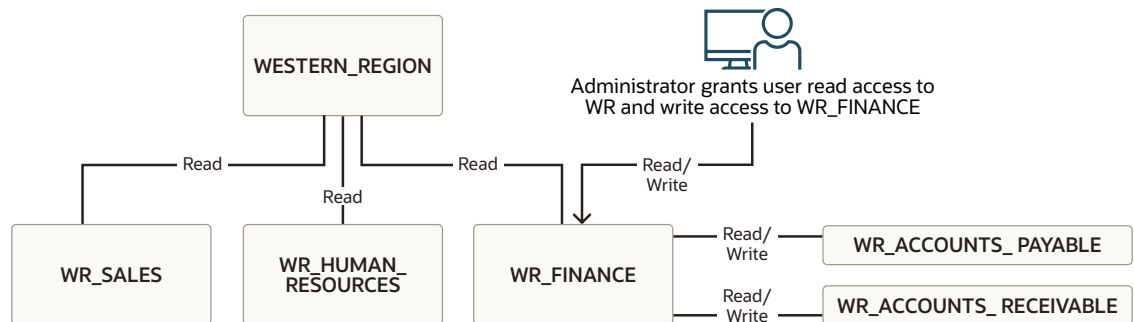 WESTERN_REGION
Administrator grants user read access to
WR and write access to WR_FINANCE
Read
Read
Read
Read/
Write
WR_SALES
WR_HUMAN_
RESOURCES
WR_FINANCE
Read/
Write
WR_ACCOUNTS_ PAYABLE
Read/
Write
WR_ACCOUNTS_ RECEIVABLE